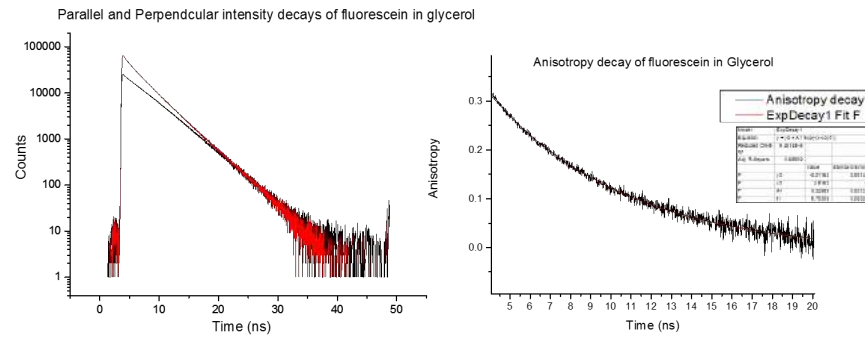 Parallel and Perpendcular intensity decays of fluorescein in glycerol
100000
10000
1000
100
10
1
Counts
0 10 20 30 40 50
Time (ns)
Anisotropy decay of fluorescein in Glycerol
Anisotropy decay
ExpDecay1 Fit F
0.3
0.2
0.1
0.0
Anisotropy
5 6 7 8 9 10 11 12 13 14 15 16 17 18 19 20
Time (ns)